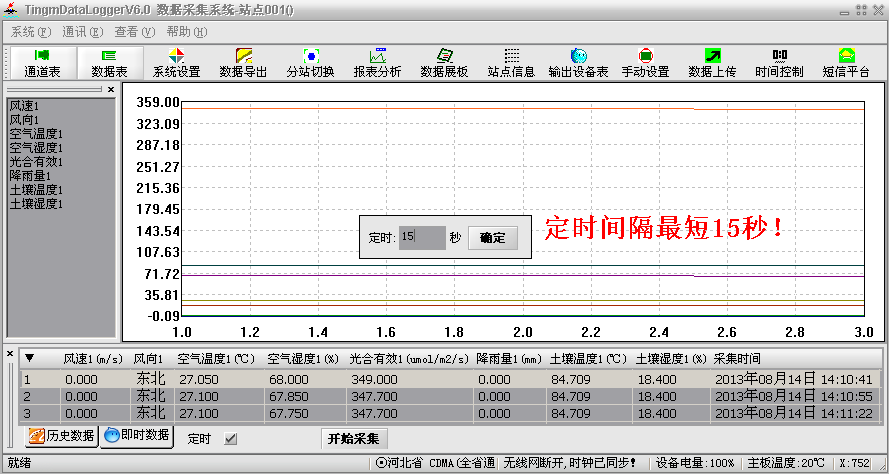 TingmDataLoggerV6.0 数据采集系统-站点001()
系统(F) 通讯(I) 查看(V) 帮助(H)
通道表 数据表 系统设置 数据导出 分站切换 报表分析 数据展板 站点信息 输出设备表 手动设置 数据上传 时间控制 短信平台
风速1
风向1
空气温度1
空气湿度1
光合有效1
降雨量1
土壤温度1
土壤湿度1
359.00
323.09
287.18
251.27
215.36
179.45
143.54
107.63
71.72
35.81
-0.09
1.0 1.2 1.4 1.6 1.8 2.0 2.2 2.4 2.6 2.8 3.0
定时: 15 秒 确定
定时间隔最短15秒！
▼ 风速1(m/s) 风向1 空气温度1(℃) 空气湿度1(%) 光合有效1(umol/m2/s) 降雨量1(mm) 土壤温度1(℃) 土壤湿度1(%) 采集时间
1 0.000 东北 27.050 68.000 349.000 0.000 84.709 18.400 2013年08月14日 14:10:41
2 0.000 东北 27.100 67.850 347.700 0.000 84.709 18.400 2013年08月14日 14:10:55
3 0.000 东北 27.100 67.750 347.700 0.000 84.709 18.400 2013年08月14日 14:11:22
历史数据 即时数据 定时 开始采集
就绪 河北省 CDMA(全省通 无线网断开,时钟已同步! 设备电量:100% 主板温度:20℃ X:752